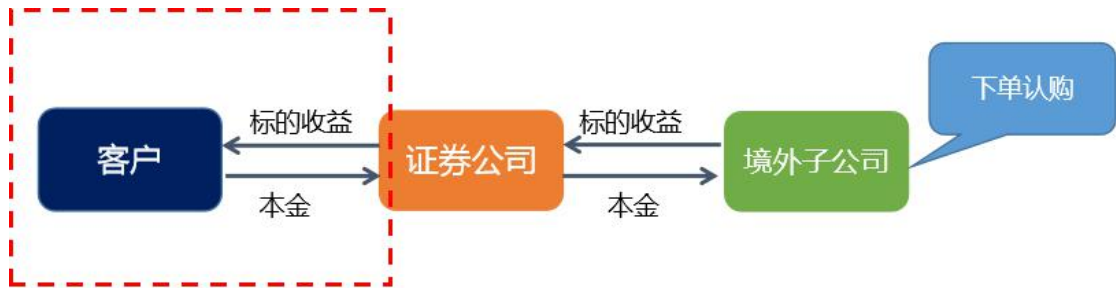 下单认购
标的收益
标的收益
客户
证券公司
境外子公司
本金
本金